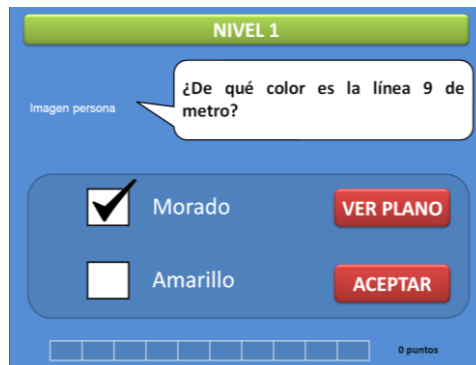 NIVEL 1
¿De qué color es la línea 9 de
metro?
Imagen persona
Morado
VER PLANO
Amarillo
ACEPTAR
0 puntos